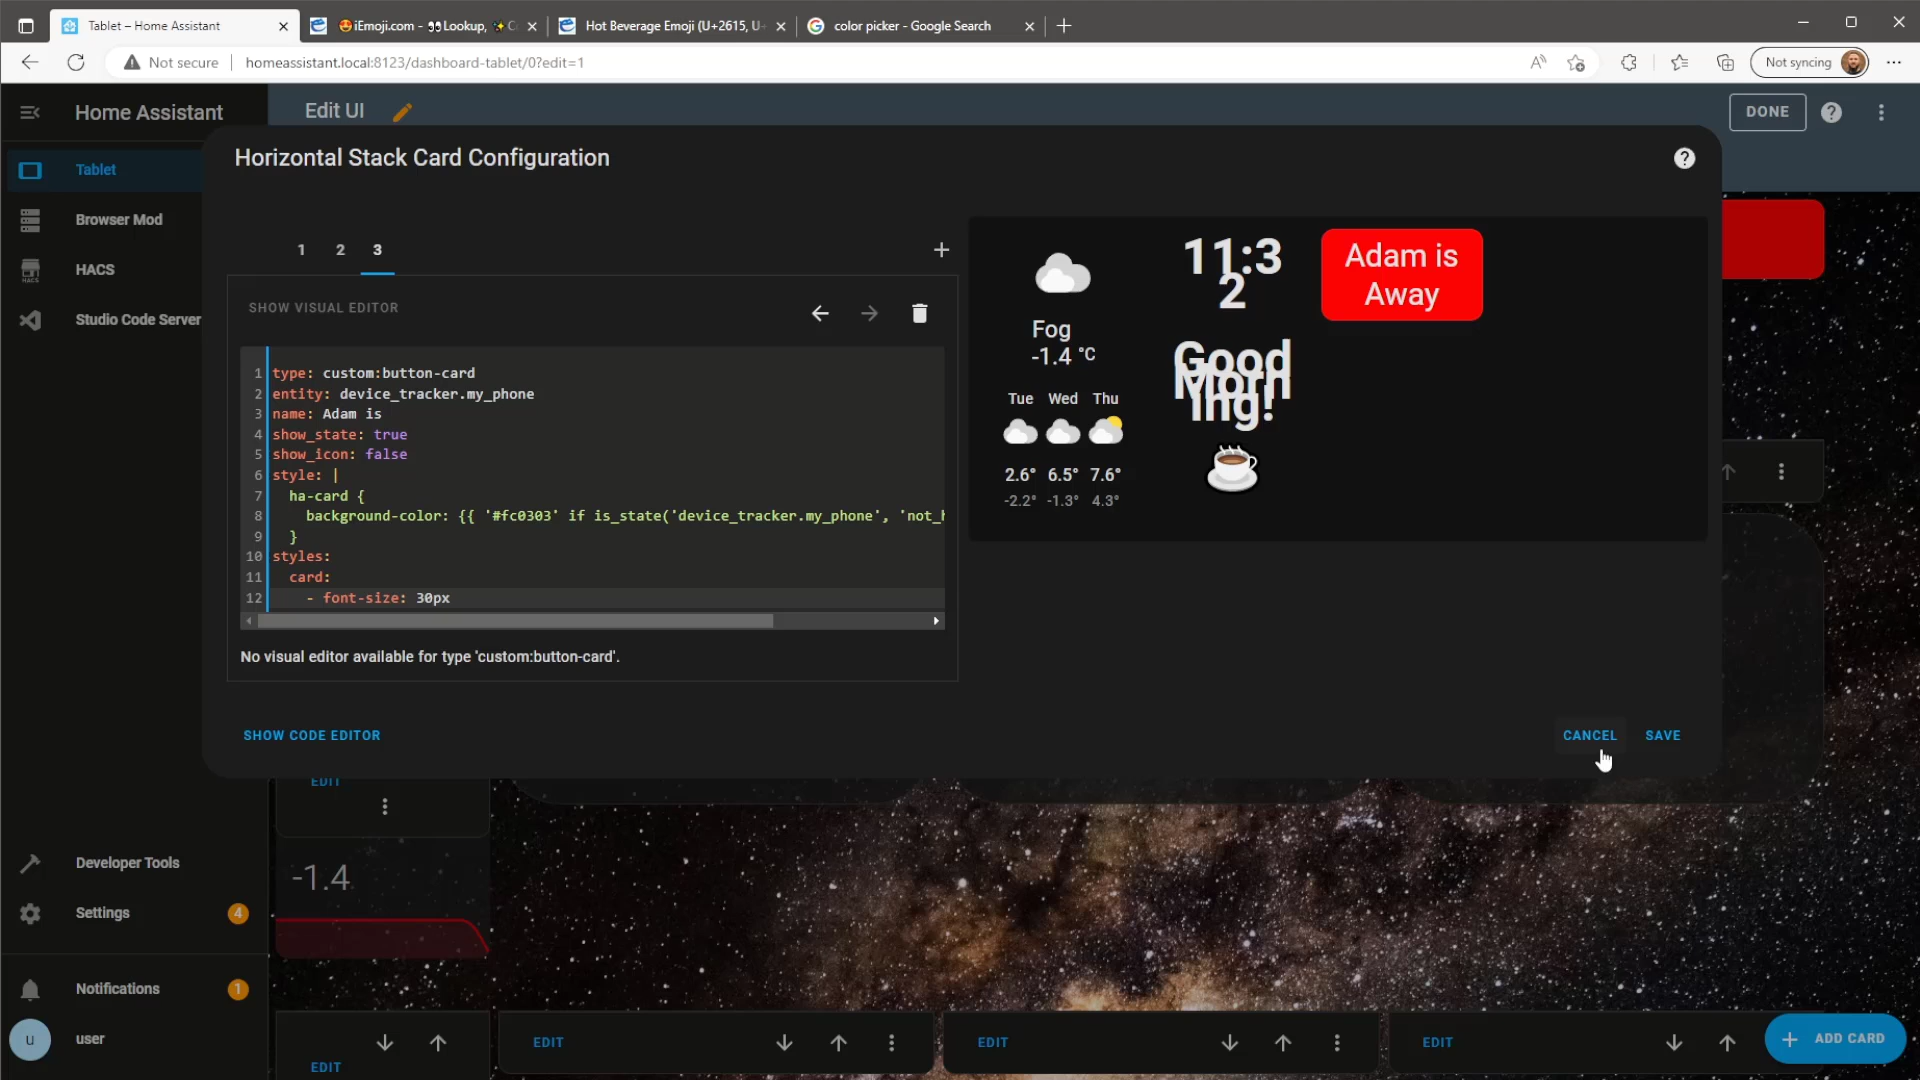 Tablet – Home Assistant
iEmoji.com - 👀Lookup, ✨C
Hot Beverage Emoji (U+2615, U+
color picker - Google Search
Not secure
homeassistant.local:8123/dashboard-tablet/0?edit=1
Not syncing
Home Assistant
Edit UI
DONE
Horizontal Stack Card Configuration
Tablet
Browser Mod
HACS
Studio Code Server
1 2 3
SHOW VISUAL EDITOR
1 type: custom:button-card
2 entity: device_tracker.my_phone
3 name: Adam is
4 show_state: true
5 show_icon: false
6 style: |
7 ha-card {
8 background-color: {{ '#fc0303' if is_state('device_tracker.my_phone', 'not_h
9 }
10 styles:
11 card:
12 - font-size: 30px
No visual editor available for type 'custom:button-card'.
Fog
-1.4 °C
Tue Wed Thu
2.6° 6.5° 7.6°
-2.2° -1.3° 4.3°
11:3
2
Good
Morn
ing!
Adam is
Away
SHOW CODE EDITOR
CANCEL
SAVE
EDIT
-1.4
Developer Tools
Settings
4
Notifications
1
u
user
EDIT
EDIT
EDIT
EDIT
ADD CARD